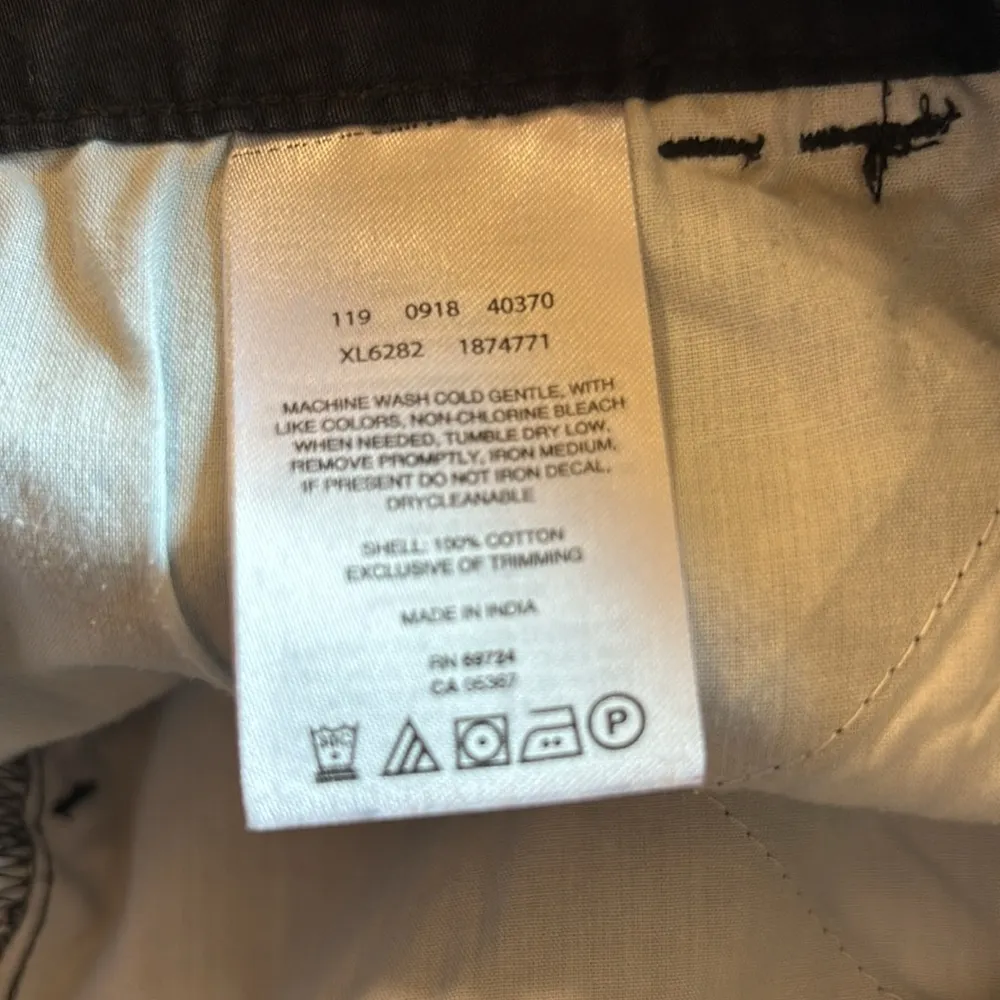 119 0918 40370
XL6282 1874771
MACHINE WASH COLD GENTLE, WITH
LIKE COLORS, NON-CHLORINE BLEACH
WHEN NEEDED, TUMBLE DRY LOW,
REMOVE PROMPTLY, IRON MEDIUM,
IF PRESENT DO NOT IRON DECAL,
DRYCLEANABLE
SHELL: 100% COTTON
EXCLUSIVE OF TRIMMING
MADE IN INDIA
RN 69724
CA 05367
30C
P